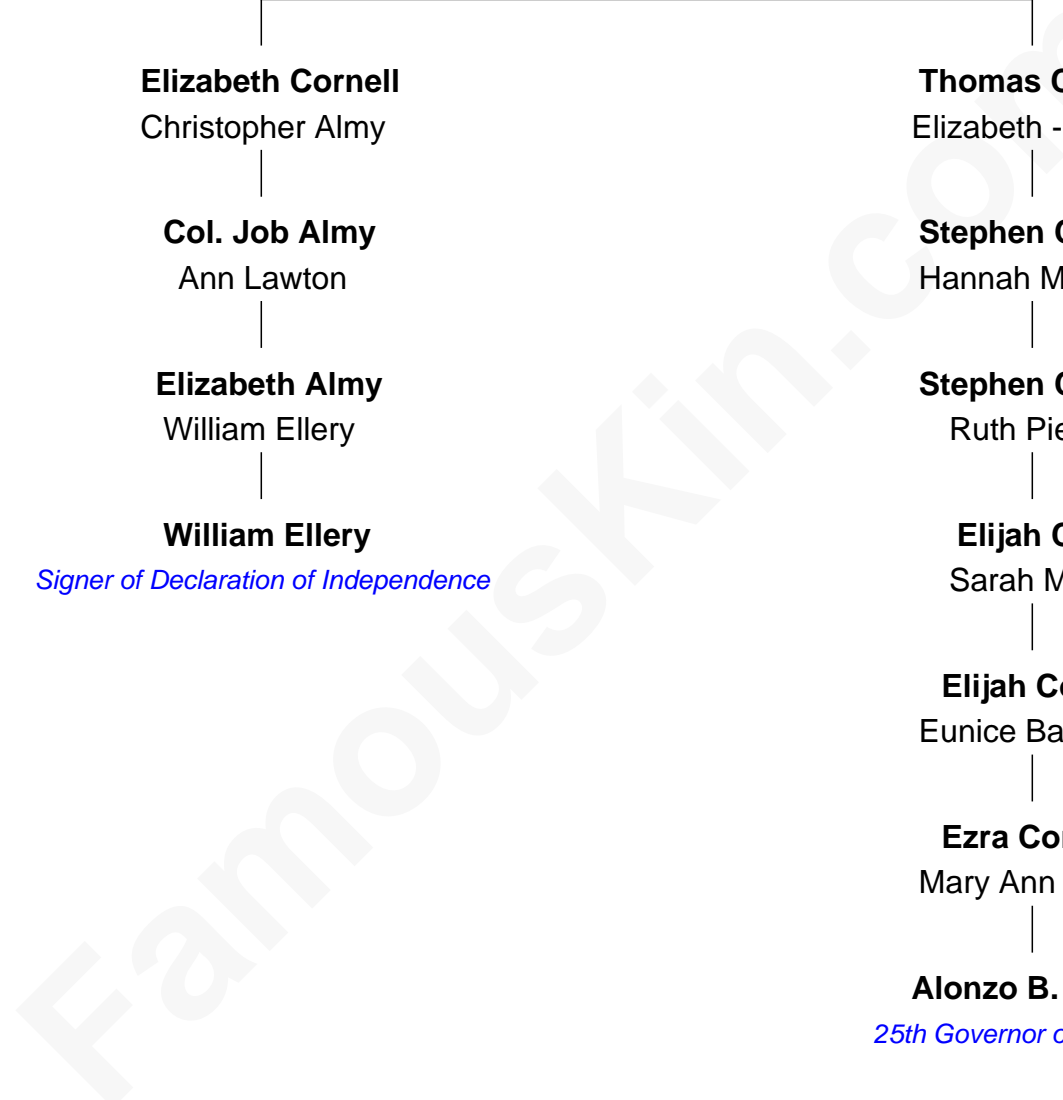 Elizabeth Cornell
Christopher Almy
Col. Job Almy
Ann Lawton
Elizabeth Almy
William Ellery
William Ellery
Signer of Declaration of Independence
Thomas
Elizabeth -
Stephen
Hannah
Stephen
Ruth
Elijah
Sarah
Elijah
Eunice
Ezra
Mary Ann
Alonzo B.
25th Governor
FamousKin.com